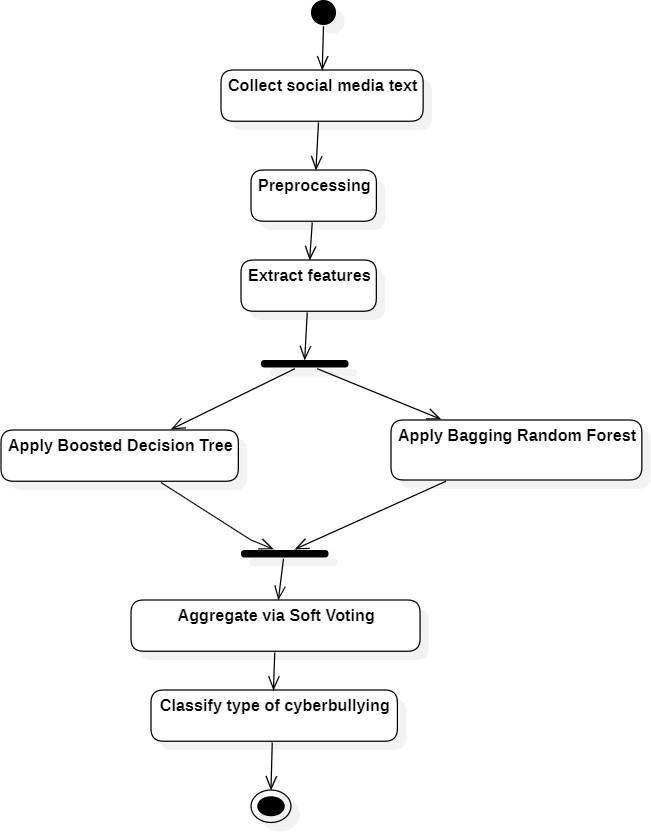 Collect social media text
Preprocessing
Extract features
Apply Boosted Decision Tree
Apply Bagging Random Forest
Aggregate via Soft Voting
Classify type of cyberbullying